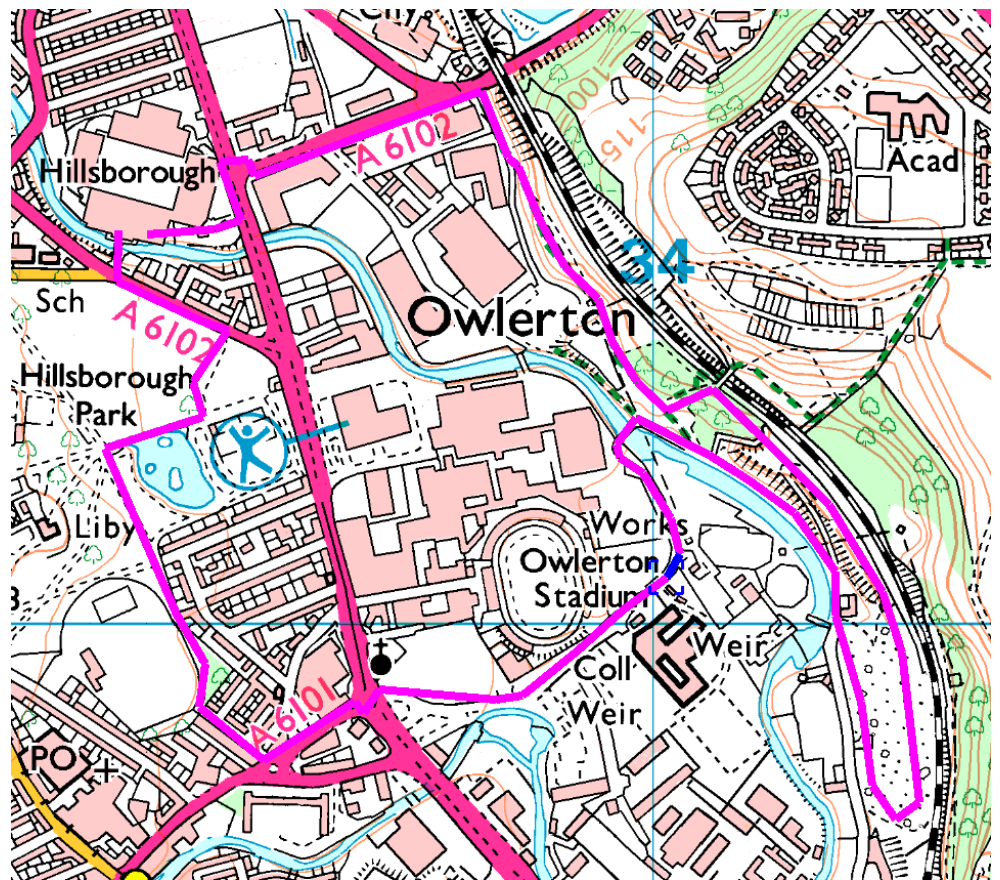 A 6102
Hillsborough
115
100
Acad
34
Sch
A 6102
Owlerton
Hillsborough
Park
Liby
Works
Owlerton
Stadium
Weir
Coll
Weir
A 6101
PO